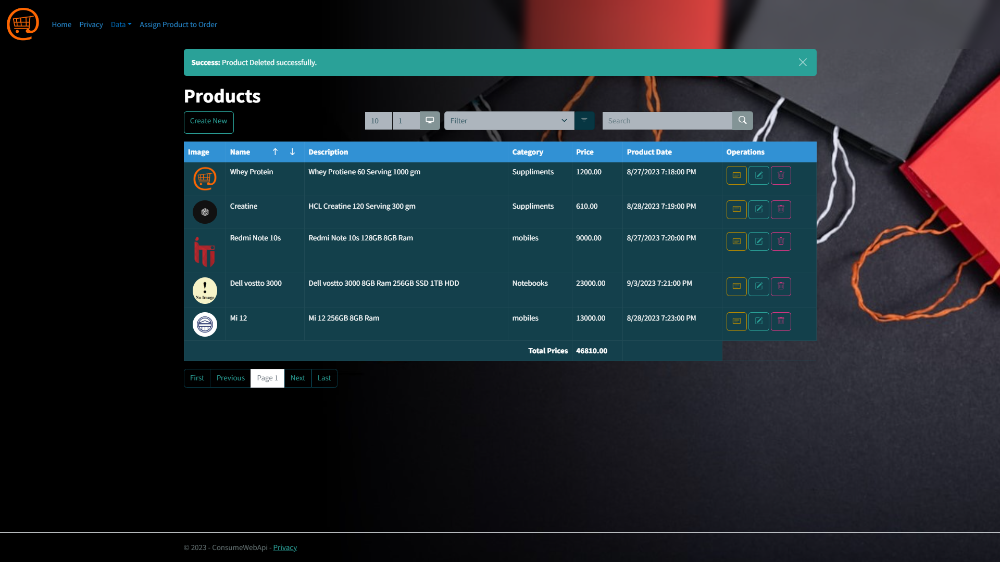 Home Privacy Data Assign Product to Order
Success: Product Deleted successfully.
Products
Create New 10 1 Filter Search
Image Name Description Category Price Product Date Operations
Whey Protein Whey Protiene 60 Serving 1000 gm Suppliments 1200.00 8/27/2023 7:18:00 PM
Creatine HCL Creatine 120 Serving 300 gm Suppliments 610.00 8/28/2023 7:19:00 PM
Redmi Note 10s Redmi Note 10s 128GB 8GB Ram mobiles 9000.00 8/27/2023 7:20:00 PM
iTi
Dell vostto 3000 Dell vostto 3000 8GB Ram 256GB SSD 1TB HDD Notebooks 23000.00 9/3/2023 7:21:00 PM
! No Image
Mi 12 Mi 12 256GB 8GB Ram mobiles 13000.00 8/28/2023 7:23:00 PM
Total Prices 46810.00
First Previous Page 1 Next Last
© 2023 - ConsumeWebApi - Privacy